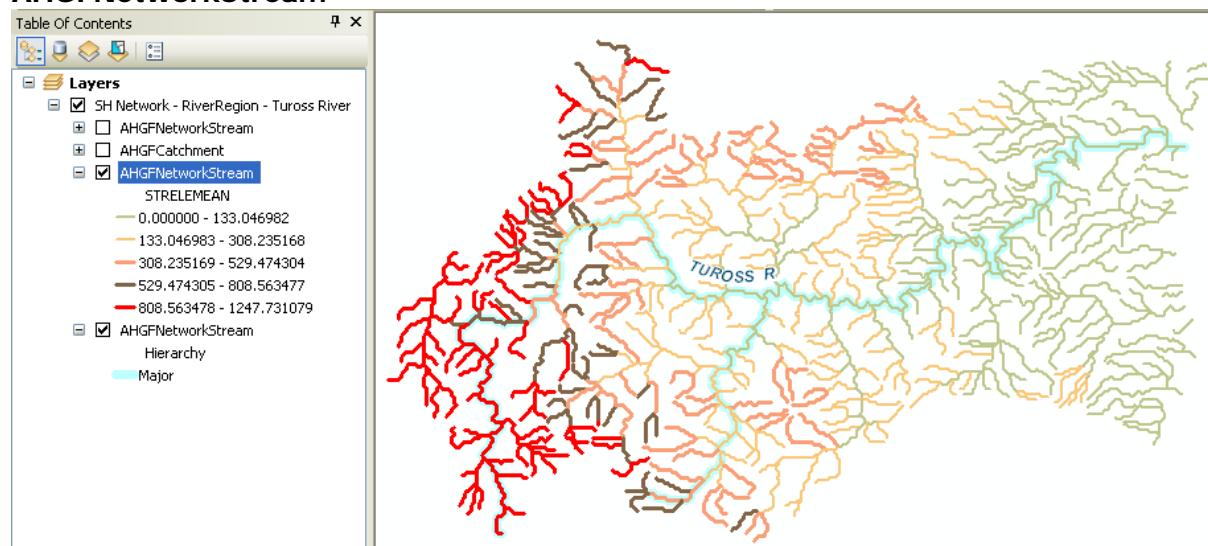 AHGFNetworkStream
Table Of Contents
Layers
SH Network - RiverRegion - Tuross River
AHGFNetworkStream
AHGFCatchment
AHGFNetworkStream
STRELEMEAN
0.000000 - 133.046982
133.046983 - 308.235168
308.235169 - 529.474304
529.474305 - 808.563477
808.563478 - 1247.731079
AHGFNetworkStream
Hierarchy
Major
TUROSS R